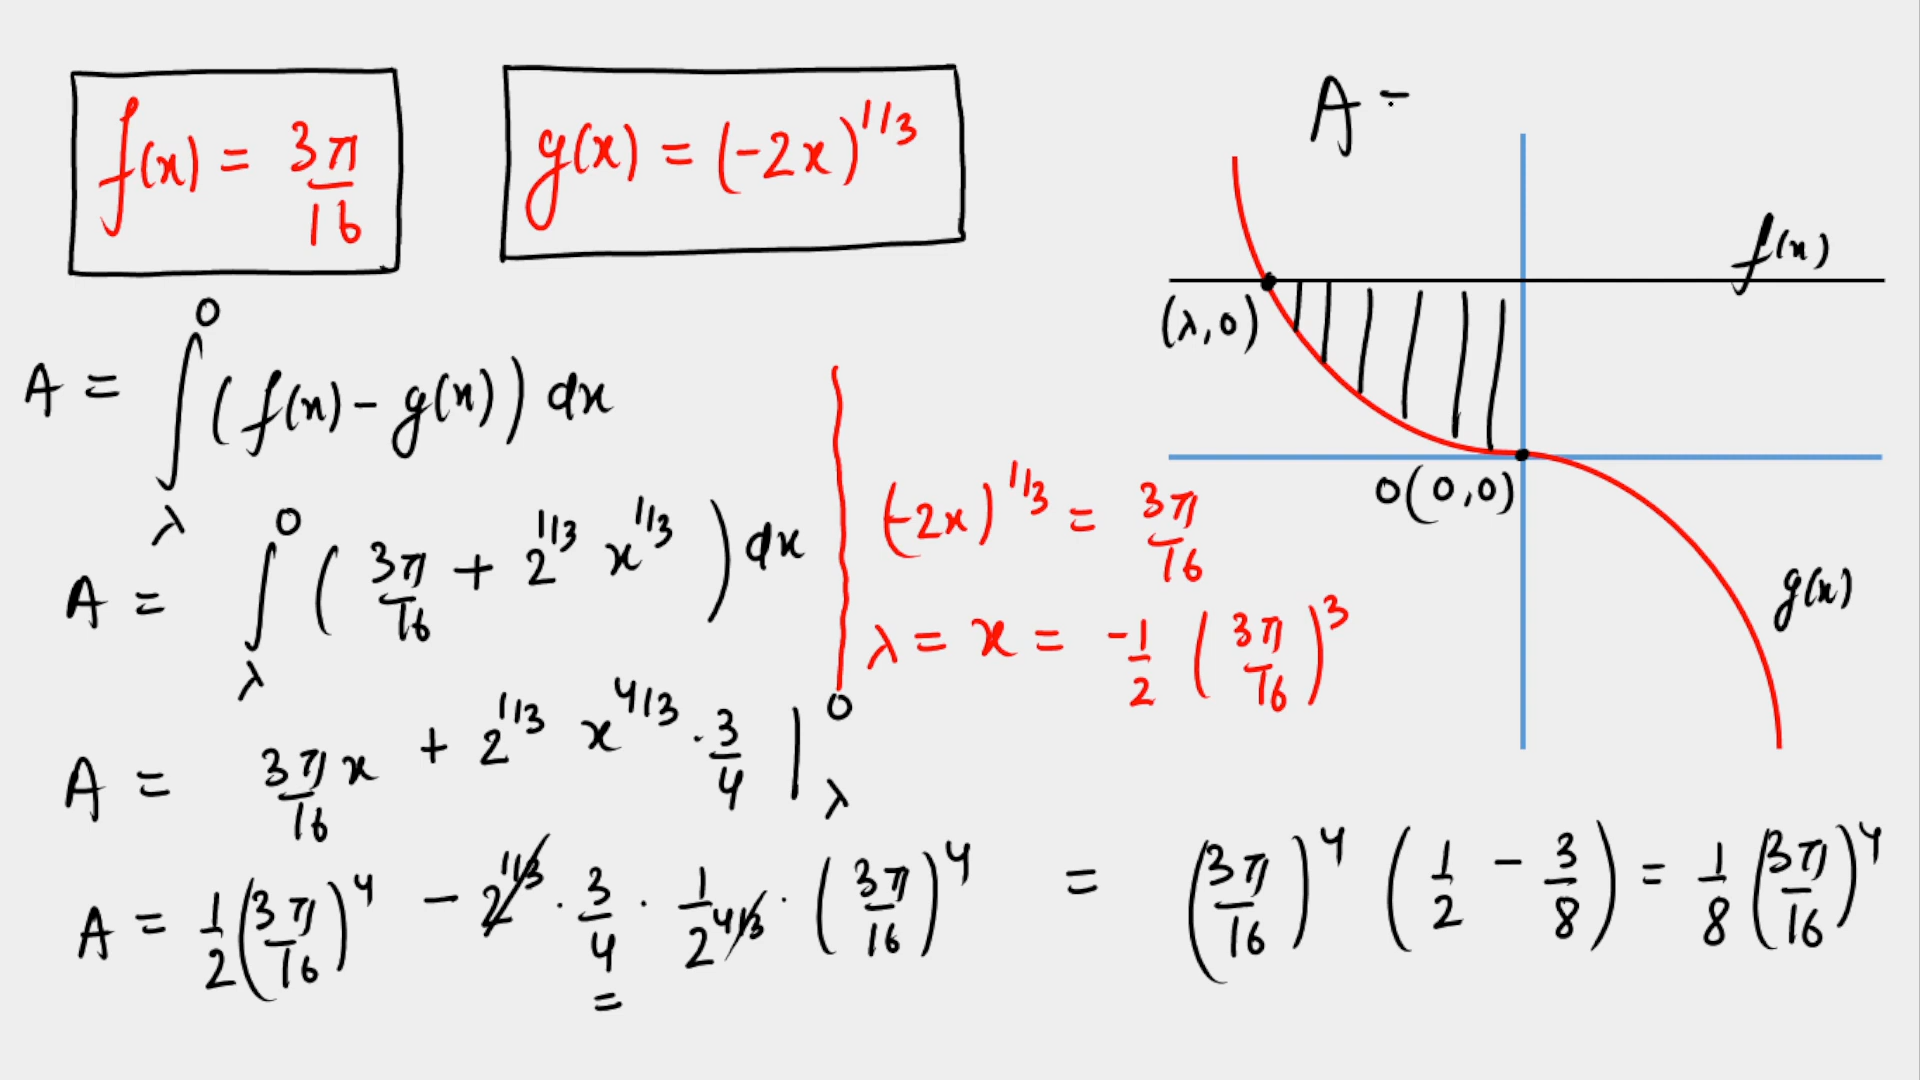 f(x) = 3π/16
g(x) = (-2x)^1/3
A =
f(x)
(λ,0)
O(0,0)
g(x)
A = ∫_λ^0 (f(x) - g(x)) dx
A = ∫_λ^0 (3π/16 + 2^1/3 x^1/3) dx
(-2x)^1/3 = 3π/16
λ = x = -1/2 (3π/16)^3
A = 3π/16 x + 2^1/3 x^4/3 · 3/4 |_λ^0
A = 1/2 (3π/16)^4 - 2^1/3 · 3/4 · 1/2^4/3 · (3π/16)^4 = (3π/16)^4 (1/2 - 3/8) = 1/8 (3π/16)^4
=